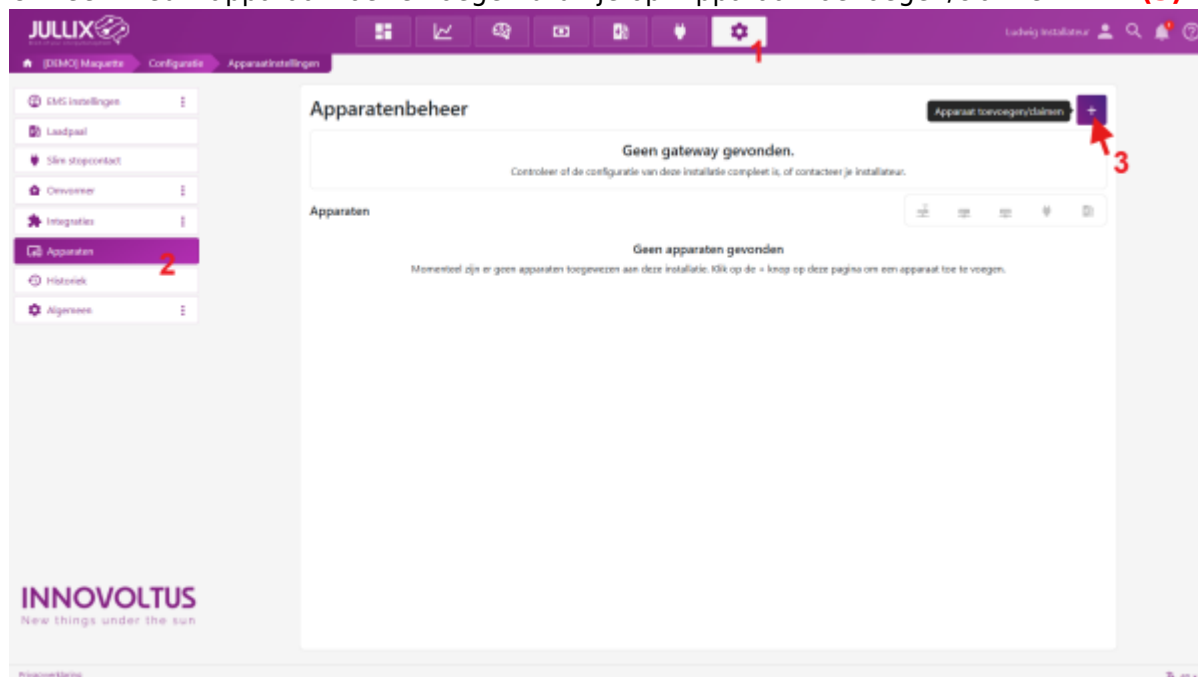 (3)
JULLIX
Ludwig Installateur
1
[DEMO] Maquette
Configuratie
Apparaatinstellingen
EMS instellingen
Laadpaal
Slim stopcontact
Omvormer
Integraties
Apparaten
2
Historiek
Algemeen
Apparatenbeheer
Apparaat toevoegen/claimen
+
3
Geen gateway gevonden.
Controleer of de configuratie van deze installatie compleet is, of contacteer je installateur.
Apparaten
Geen apparaten gevonden
Momenteel zijn er geen apparaten toegewezen aan deze installatie. Klik op de + knop op deze pagina om een apparaat toe te voegen.
INNOVOLTUS
New things under the sun
Privacyverklaring